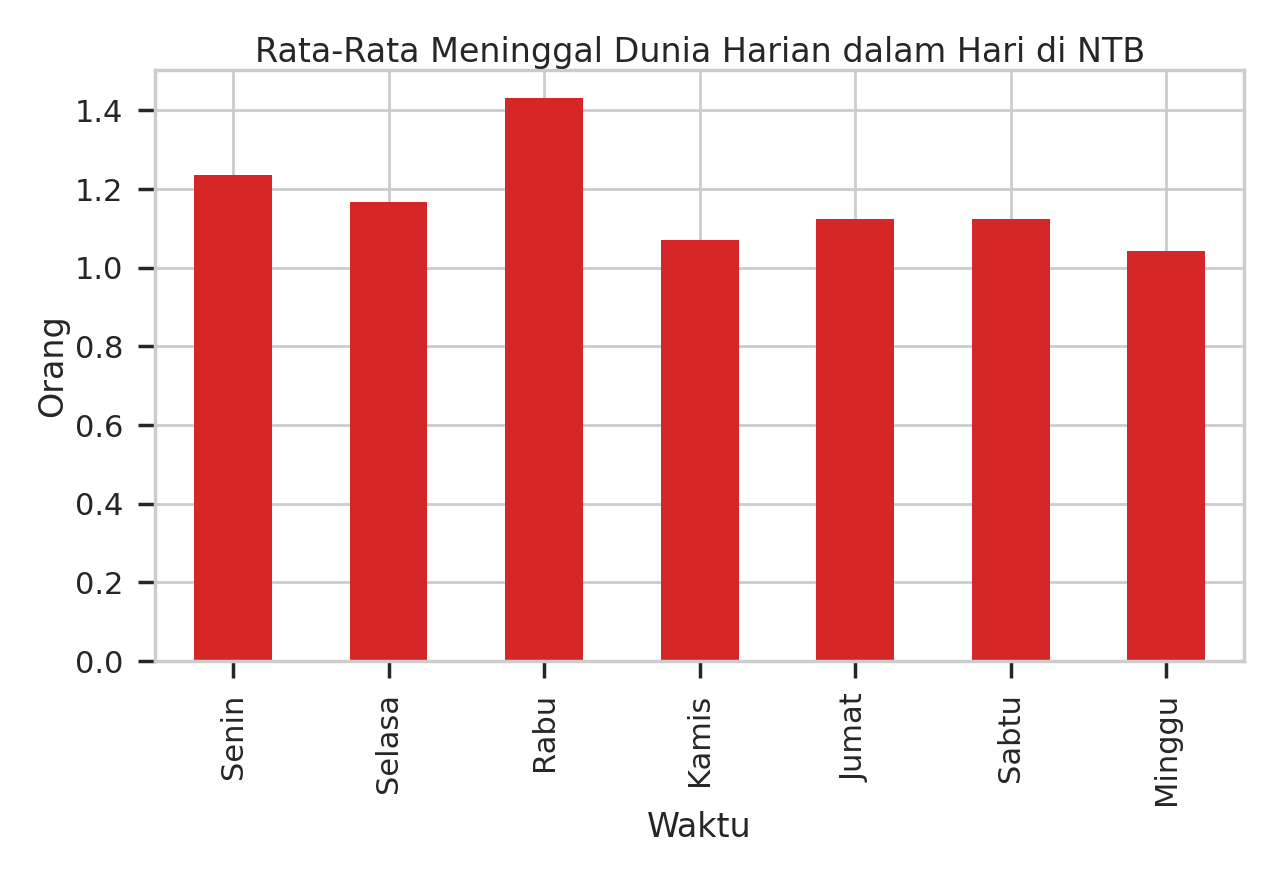 Rata-Rata Meninggal Dunia Harian dalam Hari di NTB
1.4
1.2
1.0
0.8
0.6
0.4
0.2
0.0
Orang
Senin
Selasa
Rabu
Kamis
Jumat
Sabtu
Minggu
Waktu